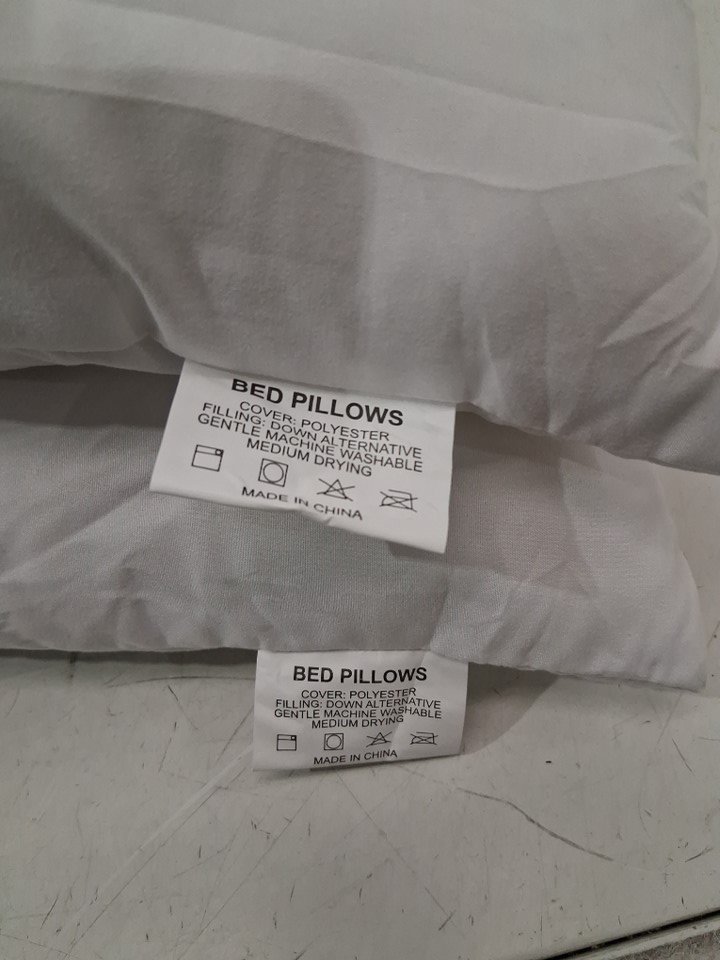 BED PILLOWS
COVER: POLYESTER
FILLING: DOWN ALTERNATIVE
GENTLE MACHINE WASHABLE
MEDIUM DRYING
MADE IN CHINA
BED PILLOWS
COVER: POLYESTER
FILLING: DOWN ALTERNATIVE
GENTLE MACHINE WASHABLE
MEDIUM DRYING
MADE IN CHINA